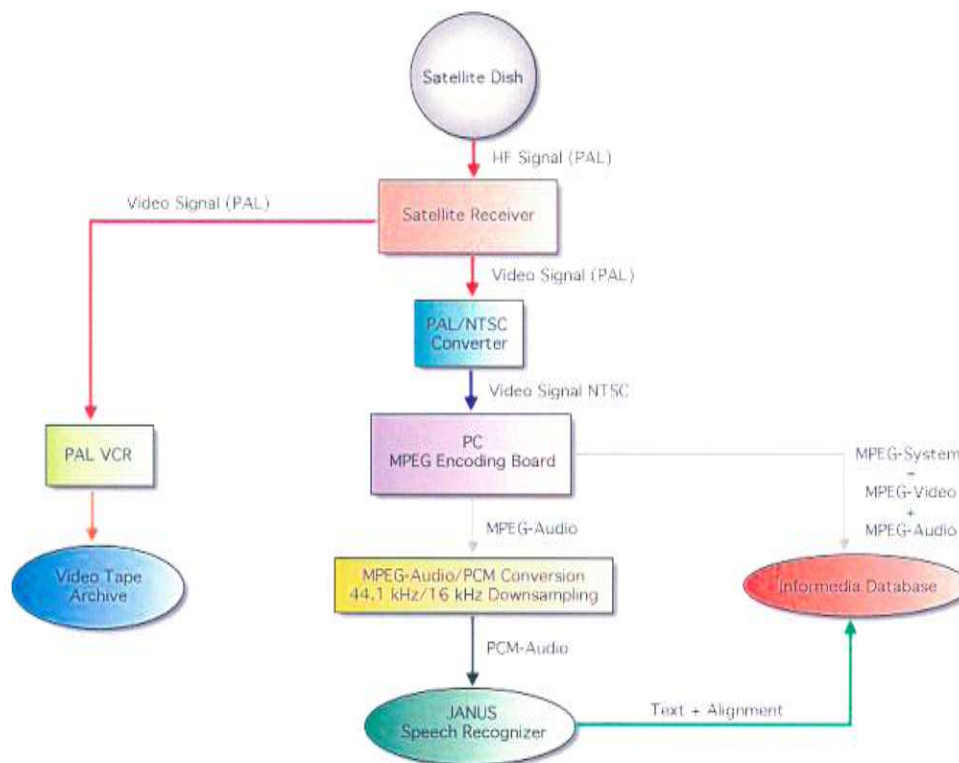 Satellite Dish
HF Signal (PAL)
Satellite Receiver
Video Signal (PAL)
Video Signal (PAL)
PAL/NTSC
Converter
Video Signal NTSC
PAL VCR
PC
MPEG Encoding Board
MPEG-System
=
MPEG-Video
+
MPEG-Audio
MPEG-Audio
Video Tape
Archive
MPEG-Audio/PCM Conversion
44.1 kHz/16 kHz Downsampling
Informedia Database
PCM-Audio
JANUS
Speech Recognizer
Text + Alignment